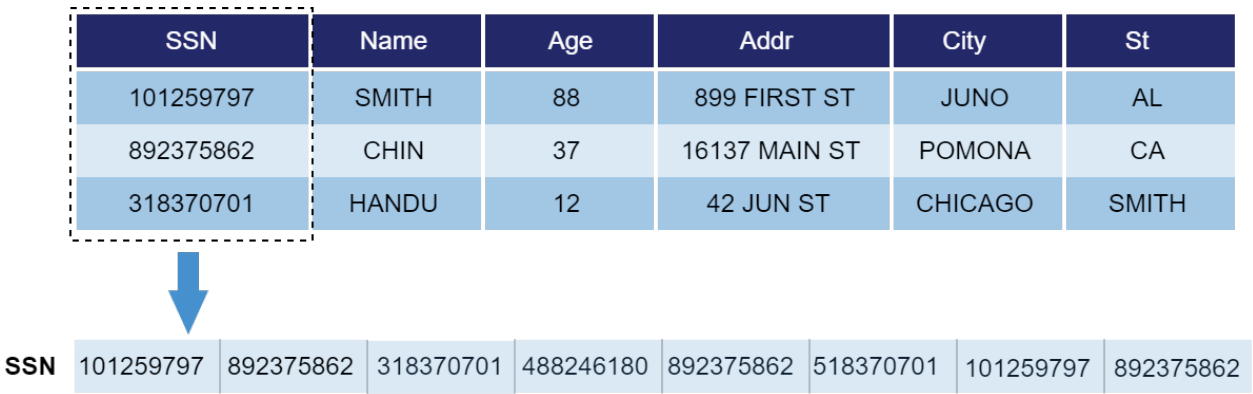 SSN Name Age Addr City St
101259797 SMITH 88 899 FIRST ST JUNO AL
892375862 CHIN 37 16137 MAIN ST POMONA CA
318370701 HANDU 12 42 JUN ST CHICAGO SMITH
SSN 101259797 892375862 318370701 488246180 892375862 518370701 101259797 892375862